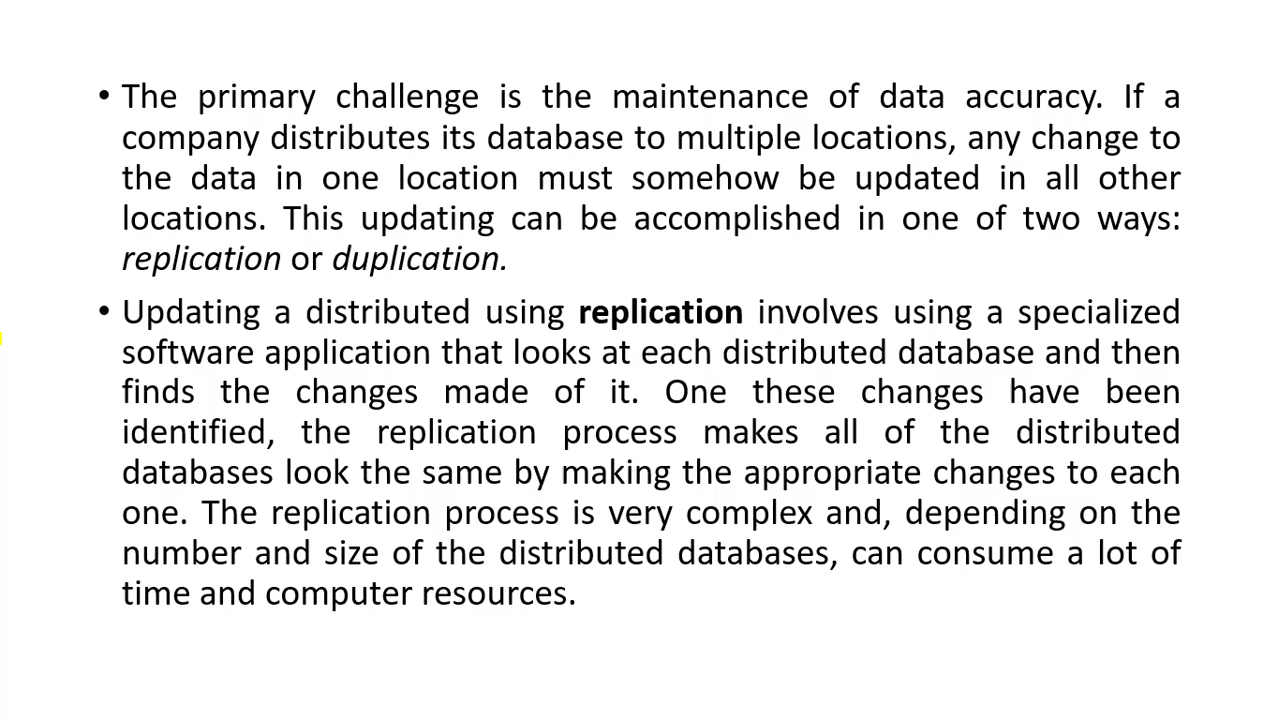 • The primary challenge is the maintenance of data accuracy. If a
company distributes its database to multiple locations, any change to
the data in one location must somehow be updated in all other
locations. This updating can be accomplished in one of two ways:
replication or duplication.
• Updating a distributed using replication involves using a specialized
software application that looks at each distributed database and then
finds the changes made of it. One these changes have been
identified, the replication process makes all of the distributed
databases look the same by making the appropriate changes to each
one. The replication process is very complex and, depending on the
number and size of the distributed databases, can consume a lot of
time and computer resources.